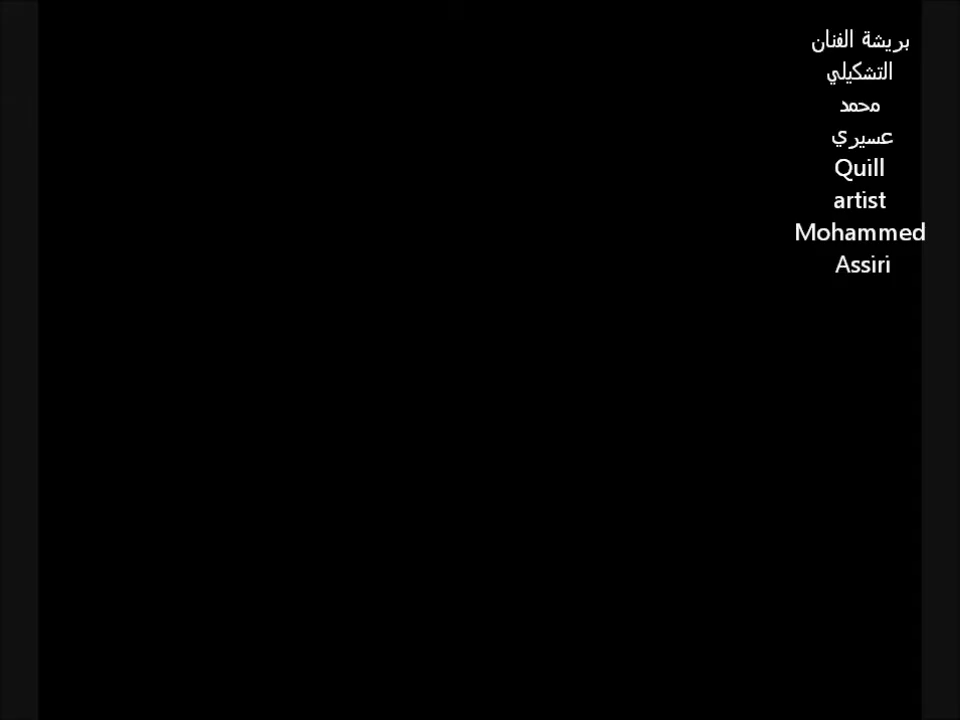 بريشة الفنان
التشكيلي
محمد
عسيري
Quill
artist
Mohammed
Assiri